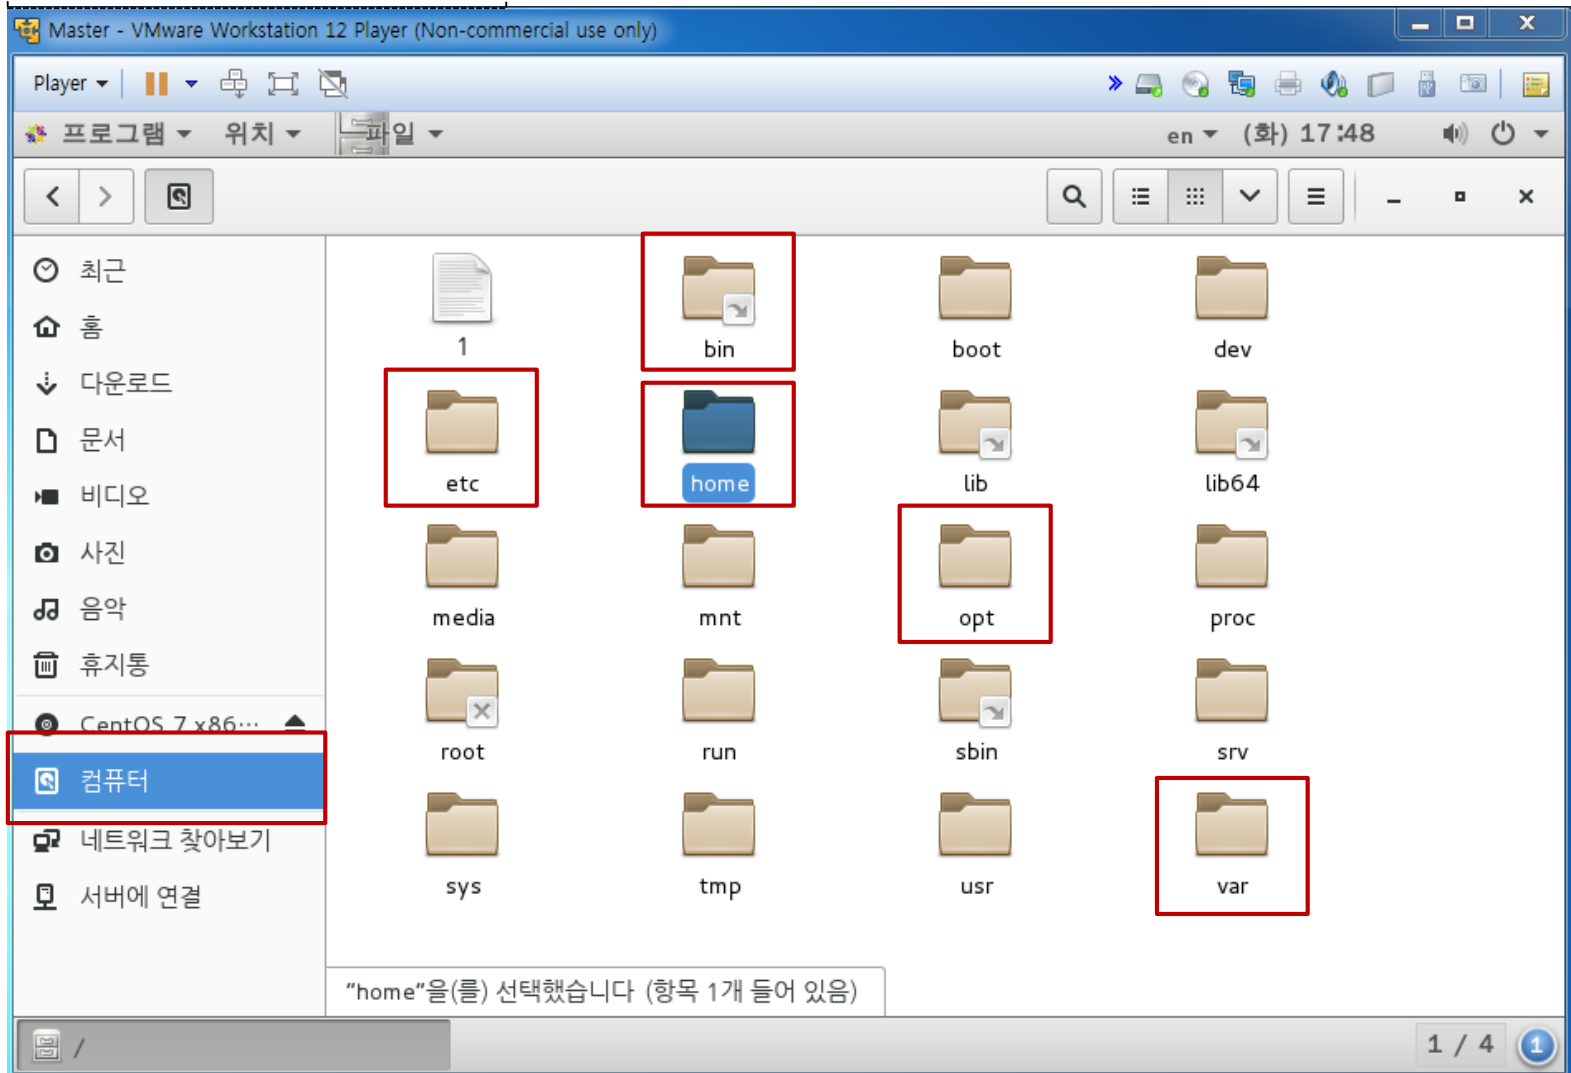 Master - VMware Workstation 12 Player (Non-commercial use only)
Player
프로그램 위치 파일 en (화) 17:48
최근
홈
다운로드
문서
비디오
사진
음악
휴지통
CentOS 7 x86…
컴퓨터
네트워크 찾아보기
서버에 연결
1 bin boot dev
etc home lib lib64
media mnt opt proc
root run sbin srv
sys tmp usr var
“home”을(를) 선택했습니다 (항목 1개 들어 있음)
/ 1 / 4 1